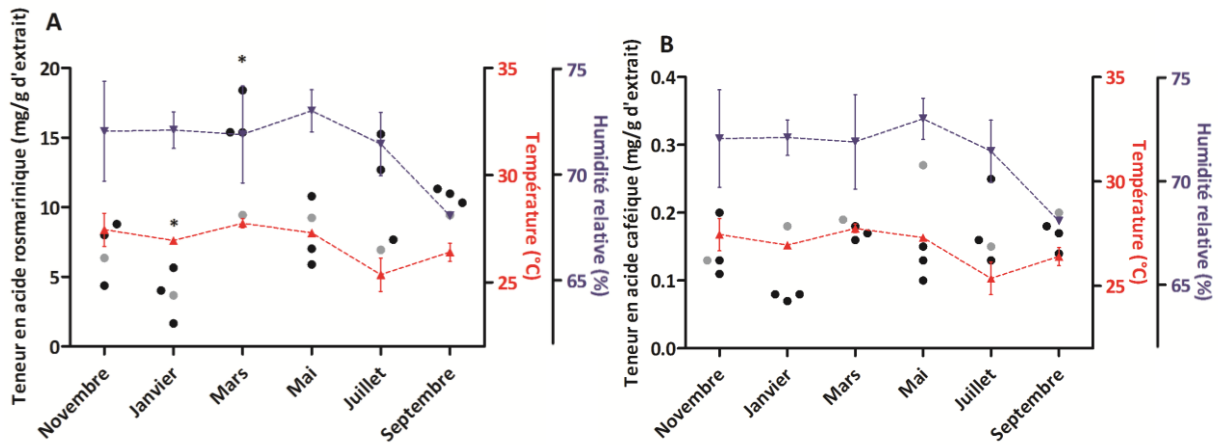 A
Teneur en acide rosmarinique (mg/g d'extrait)
20
15
10
5
0
*
*
Novembre
Janvier
Mars
Mai
Juillet
Septembre
35
30
25
Température (°C)
75
70
65
Humidité relative (%)
B
Teneur en acide caféique (mg/g d'extrait)
0.4
0.3
0.2
0.1
0.0
Novembre
Janvier
Mars
Mai
Juillet
Septembre
35
30
25
Température (°C)
75
70
65
Humidité relative (%)